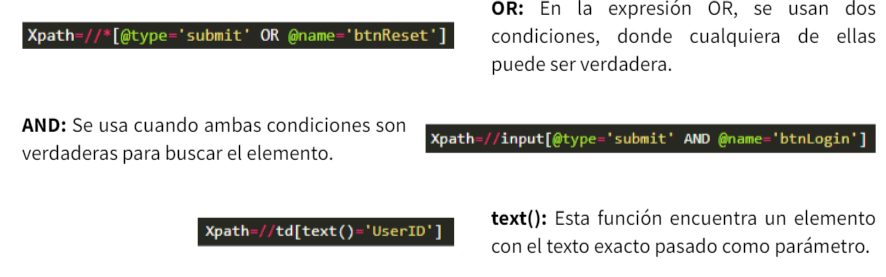 Xpath=//*[@type='submit' OR @name='btnReset']
OR: En la expresión OR, se usan dos
condiciones, donde cualquiera de ellas
puede ser verdadera.
AND: Se usa cuando ambas condiciones son
verdaderas para buscar el elemento.
Xpath=//input[@type='submit' AND @name='btnLogin']
Xpath=//td[text()='UserID']
text(): Esta función encuentra un elemento
con el texto exacto pasado como parámetro.